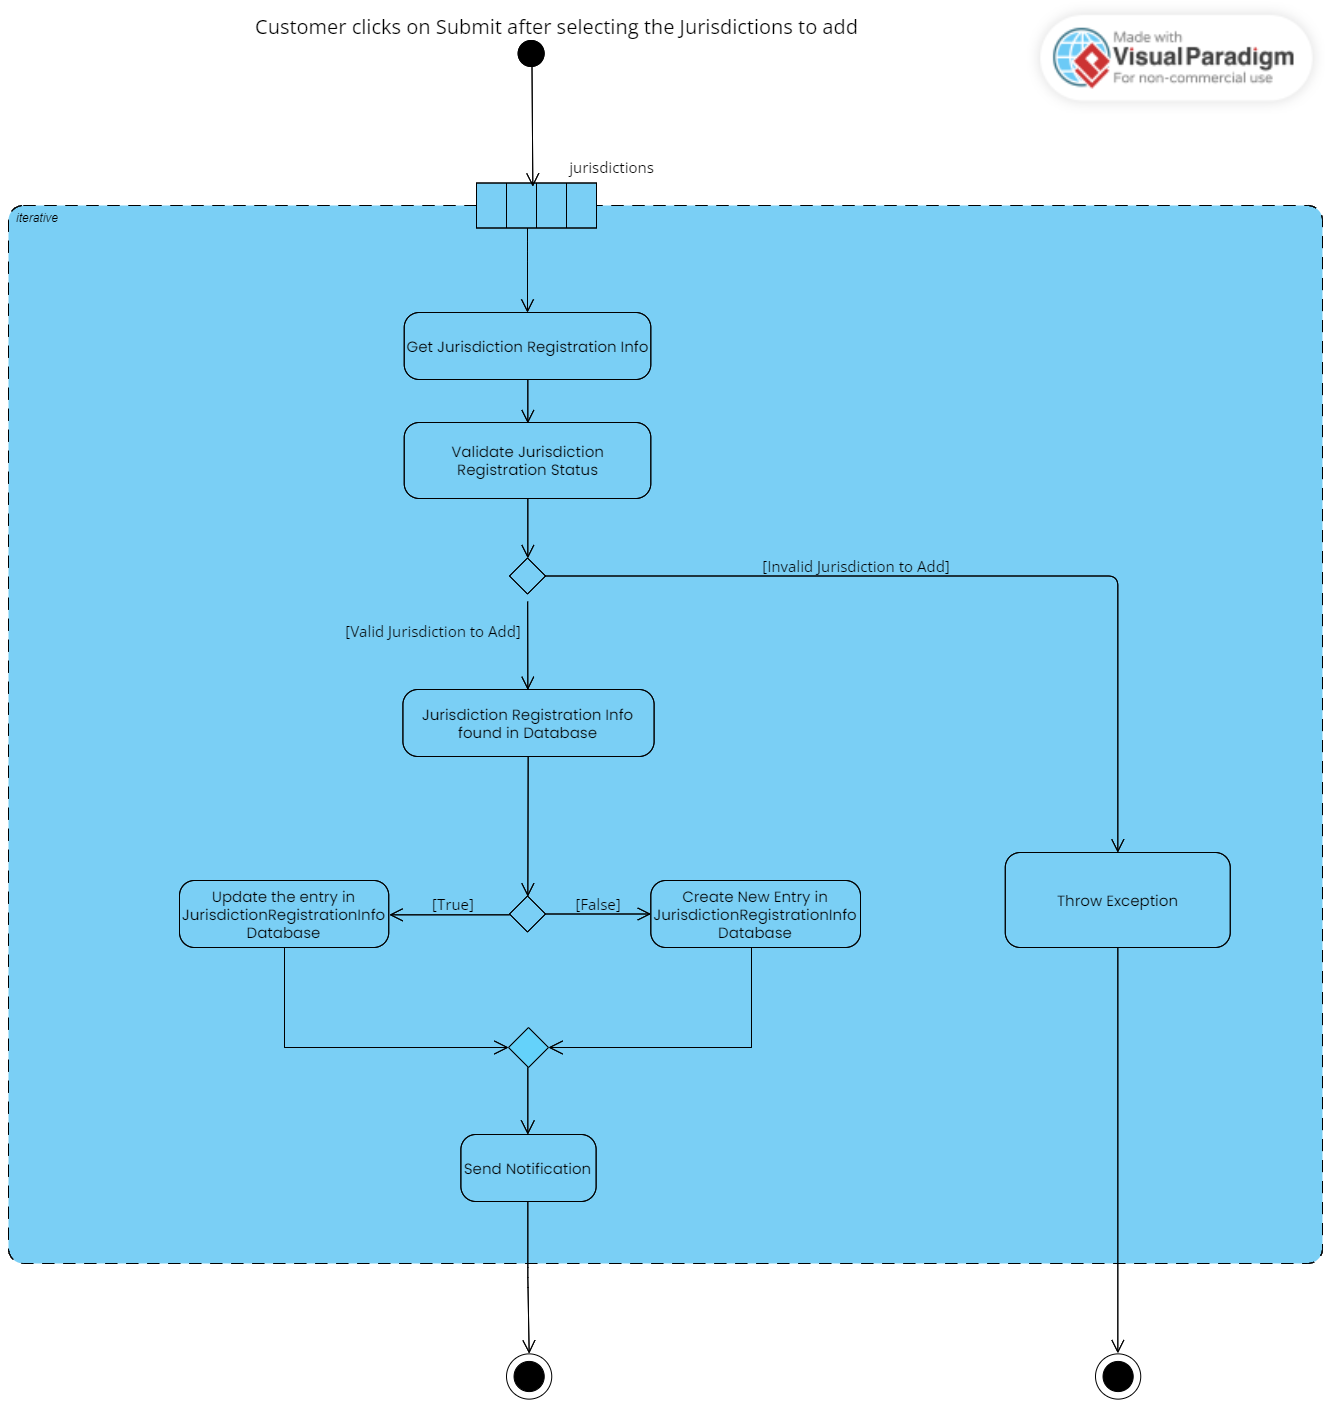 Customer clicks on Submit after selecting the Jurisdictions to add
Made with
Visual Paradigm
For non-commercial use
jurisdictions
iterative
Get Jurisdiction Registration Info
Validate Jurisdiction
Registration Status
[Invalid Jurisdiction to Add]
[Valid Jurisdiction to Add]
Jurisdiction Registration Info
found in Database
Update the entry in
JurisdictionRegistrationInfo
Database
[True]
[False]
Create New Entry in
JurisdictionRegistrationInfo
Database
Throw Exception
Send Notification